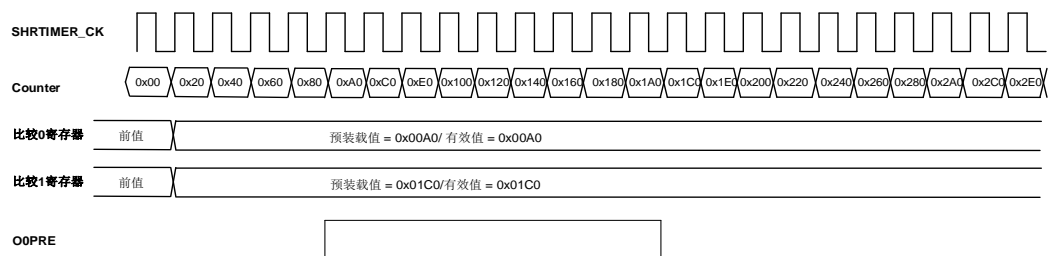 SHRTIMER_CK
Counter 0x00 0x20 0x40 0x60 0x80 0xA0 0xC0 0xE0 0x100 0x120 0x140 0x160 0x180 0x1A0 0x1C0 0x1E0 0x200 0x220 0x240 0x260 0x280 0x2A0 0x2C0 0x2E0
比较0寄存器 前值 预装载值 = 0x00A0/ 有效值 = 0x00A0
比较1寄存器 前值 预装载值 = 0x01C0/有效值 = 0x01C0
O0PRE